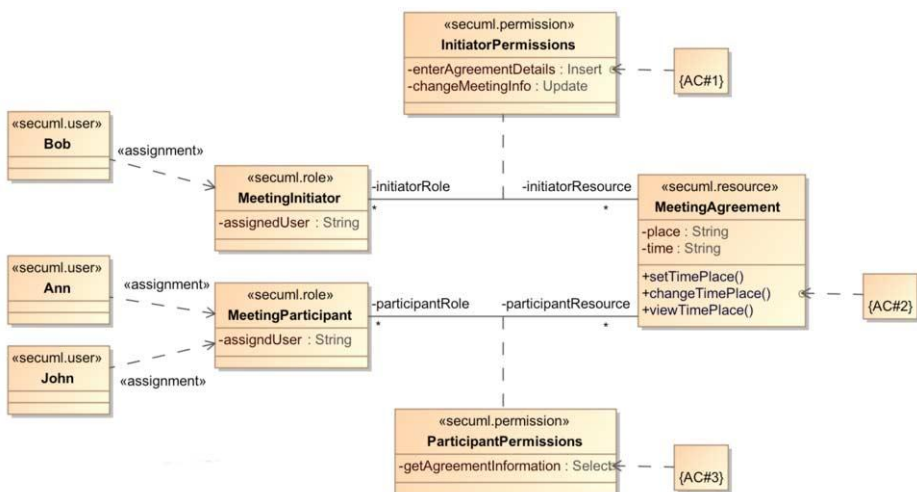 «secuml.permission»
InitiatorPermissions
-enterAgreementDetails : Insert
-changeMeetingInfo : Update
{AC#1}
«secuml.user»
Bob
«assignment»
«secuml.role»
MeetingInitiator
-assignedUser : String
-initiatorRole
*
-initiatorResource
*
«secuml.resource»
MeetingAgreement
-place : String
-time : String
+setTimePlace()
+changeTimePlace()
+viewTimePlace()
{AC#2}
«secuml.user»
Ann
«assignment»
«secuml.role»
MeetingParticipant
-assigndUser : String
-participantRole
*
-participantResource
*
«secuml.user»
John
«assignment»
«secuml.permission»
ParticipantPermissions
-getAgreementInformation : Select
{AC#3}